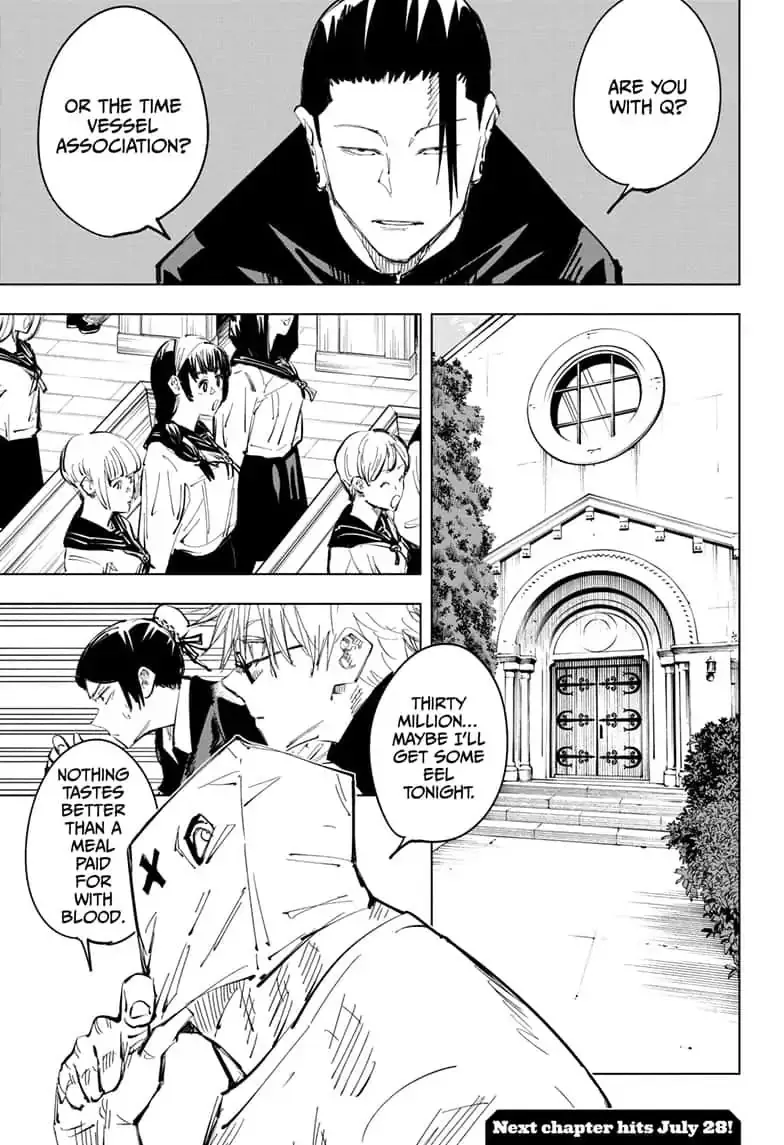 ARE YOU
WITH Q?
OR THE TIME
VESSEL
ASSOCIATION?
THIRTY
MILLION...
MAYBE I'LL
GET SOME
EEL
TONIGHT.
NOTHING
TASTES
BETTER
THAN A
MEAL
PAID
FOR
WITH
BLOOD.
Next chapter hits July 28!